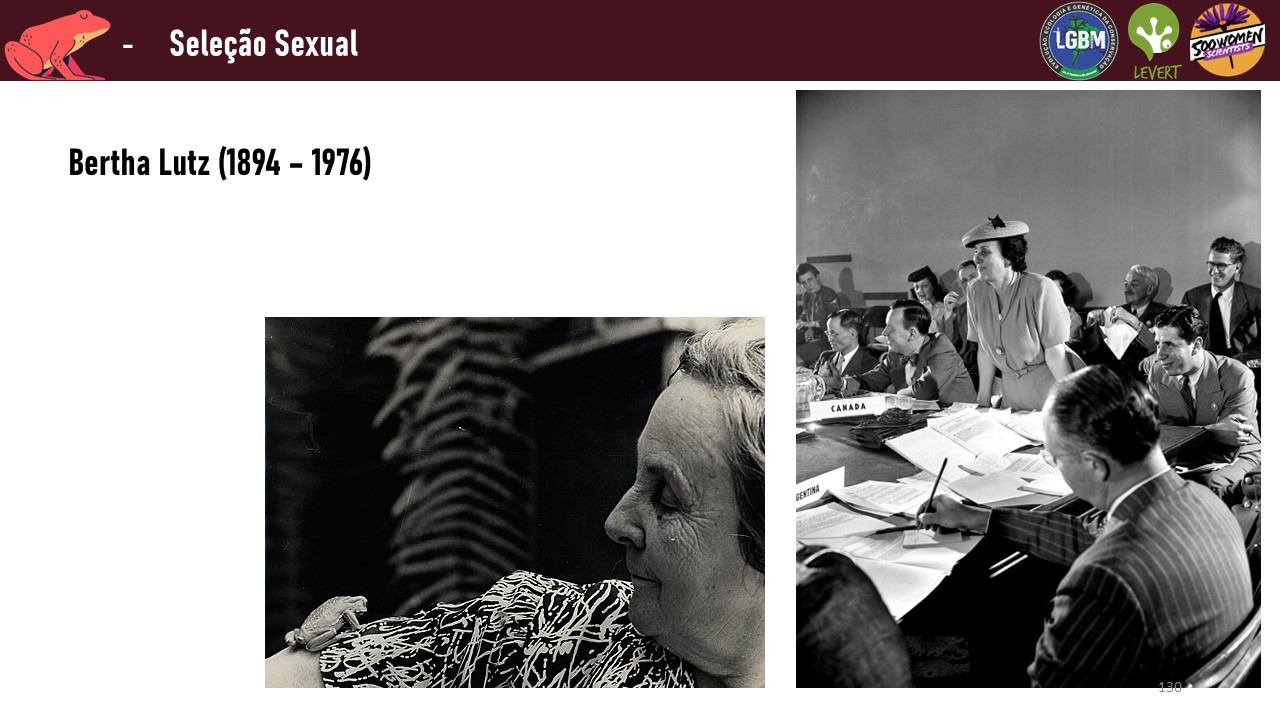 - Seleção Sexual
EVOLUÇÃO, ECOLOGIA E GENÉTICA DA CONSERVAÇÃO
LGBM
LEVERT
500 WOMEN
SCIENTISTS
Bertha Lutz (1894 – 1976)
CANADA
GENTINA
130